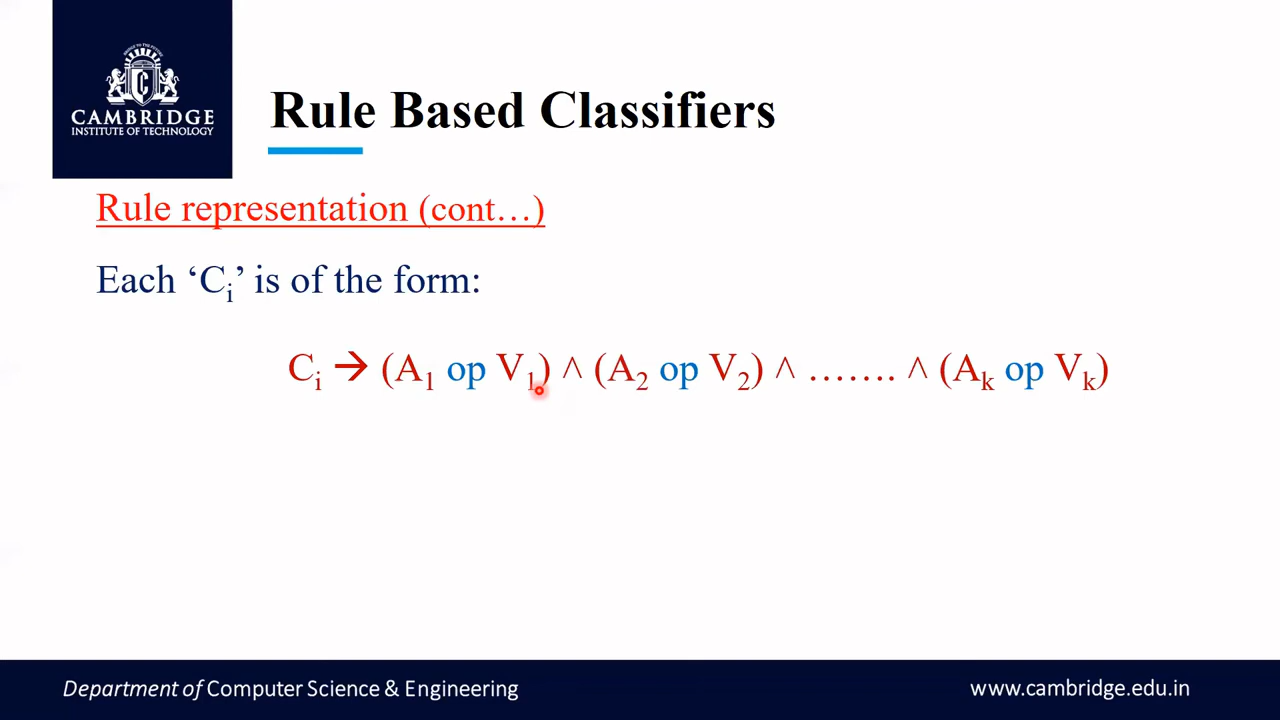 CAMBRIDGE
INSTITUTE OF TECHNOLOGY
Rule Based Classifiers
Rule representation (cont…)
Each ‘Cᵢ’ is of the form:
Cᵢ → (A₁ op V₁) ^ (A₂ op V₂) ^ ……. ^ (Aₖ op Vₖ)
Department of Computer Science & Engineering
www.cambridge.edu.in